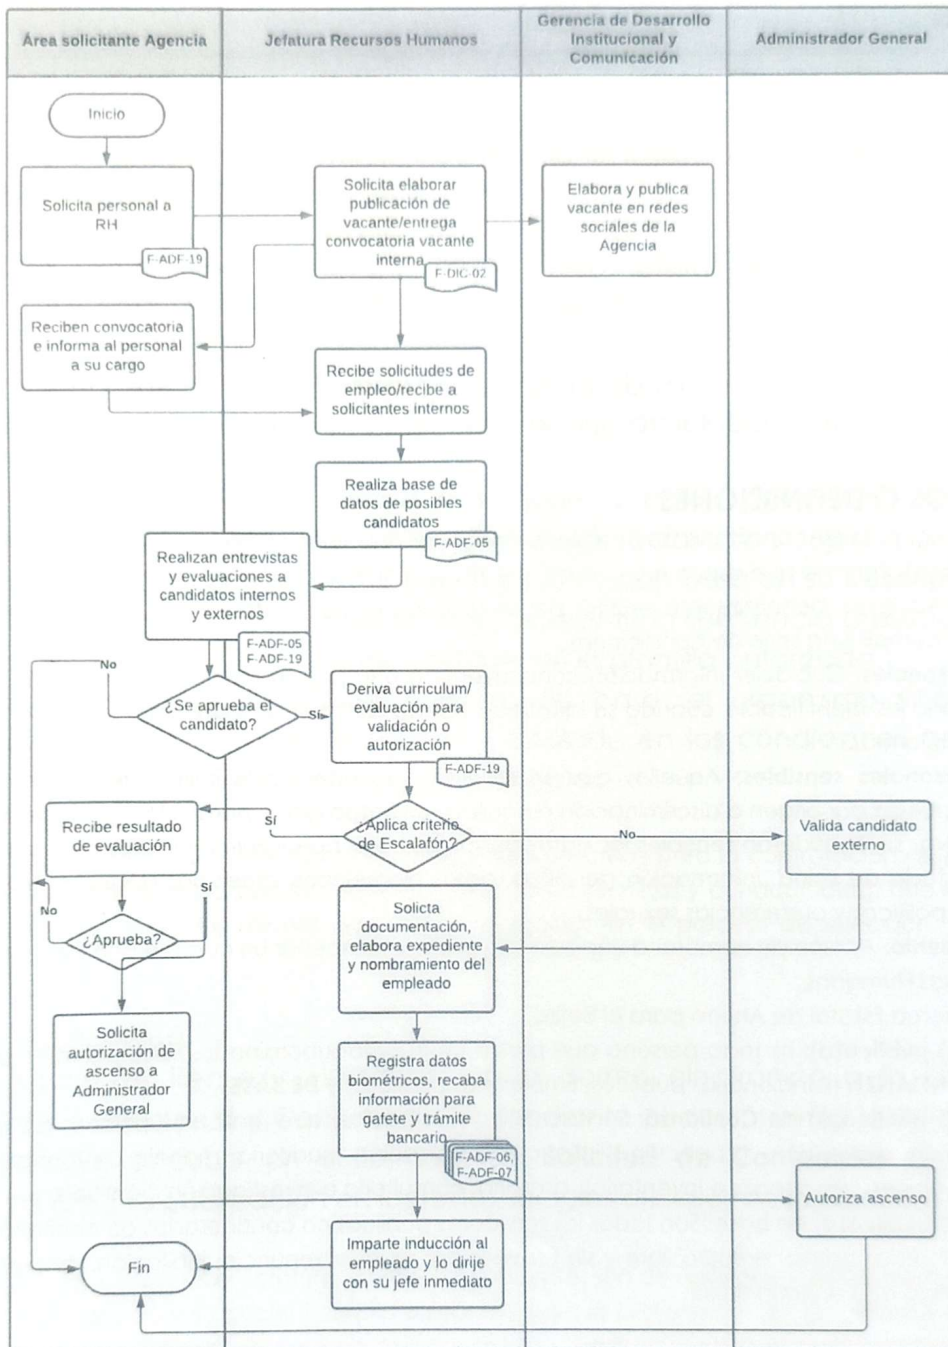 Área solicitante Agencia
Jefatura Recursos Humanos
Gerencia de Desarrollo
Institucional y
Comunicación
Administrador General
Inicio
Solicita personal a
RH
F-ADF-19
Solicita elaborar
publicación de
vacante/entrega
convocatoria vacante
interna
F-DIC-02
Elabora y publica
vacante en redes
sociales de la
Agencia
Reciben convocatoria
e informa al personal
a su cargo
Recibe solicitudes de
empleo/recibe a
solicitantes internos
Realiza base de
datos de posibles
candidatos
F-ADF-05
Realizan entrevistas
y evaluaciones a
candidatos internos
y externos
F-ADF-05
F-ADF-19
No
¿Se aprueba el
candidato?
Sí
Deriva curriculum/
evaluación para
validación o
autorización
F-ADF-19
Recibe resultado
de evaluación
Sí
¿Aplica criterio
de Escalafón?
No
Valida candidato
externo
Sí
No
¿Aprueba?
Solicta
documentación,
elabora expediente
y nombramiento del
empleado
Solicita
autorización de
ascenso a
Administrador
General
Registra datos
biométricos, recaba
información para
gafete y trámite
bancario
F-ADF-06,
F-ADF-07
Autoriza ascenso
Imparte inducción al
empleado y lo dirije
con su jefe inmediato
Fin